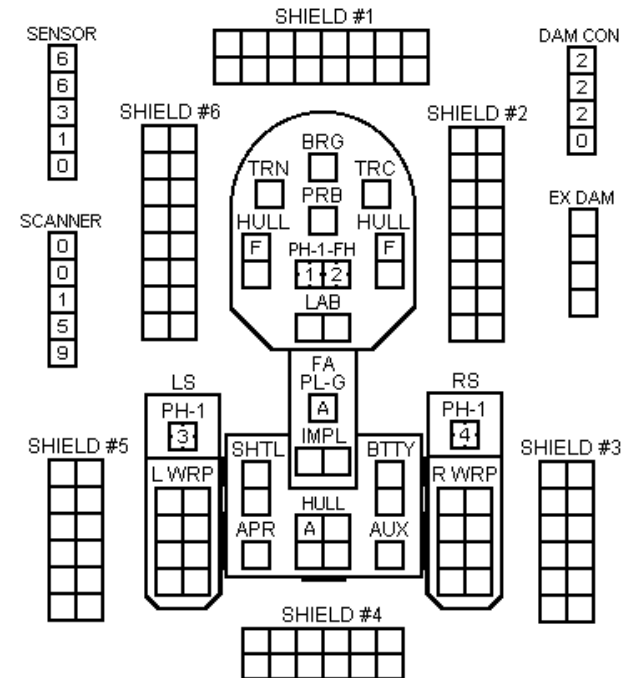 SHIELD #1
SENSOR
6
6
3
1
0
DAM CON
2
2
2
0
SHIELD #6
SHIELD #2
BRG
TRN
TRC
PRB
HULL
F
HULL
F
PH-1-FH
1 2
LAB
EX DAM
SCANNER
0
0
1
5
9
LS
PH-1
3
FA
PL-G
A
RS
PH-1
4
IMPL
SHIELD #5
SHTL
BTTY
SHIELD #3
L WRP
R WRP
HULL
A
APR
AUX
SHIELD #4